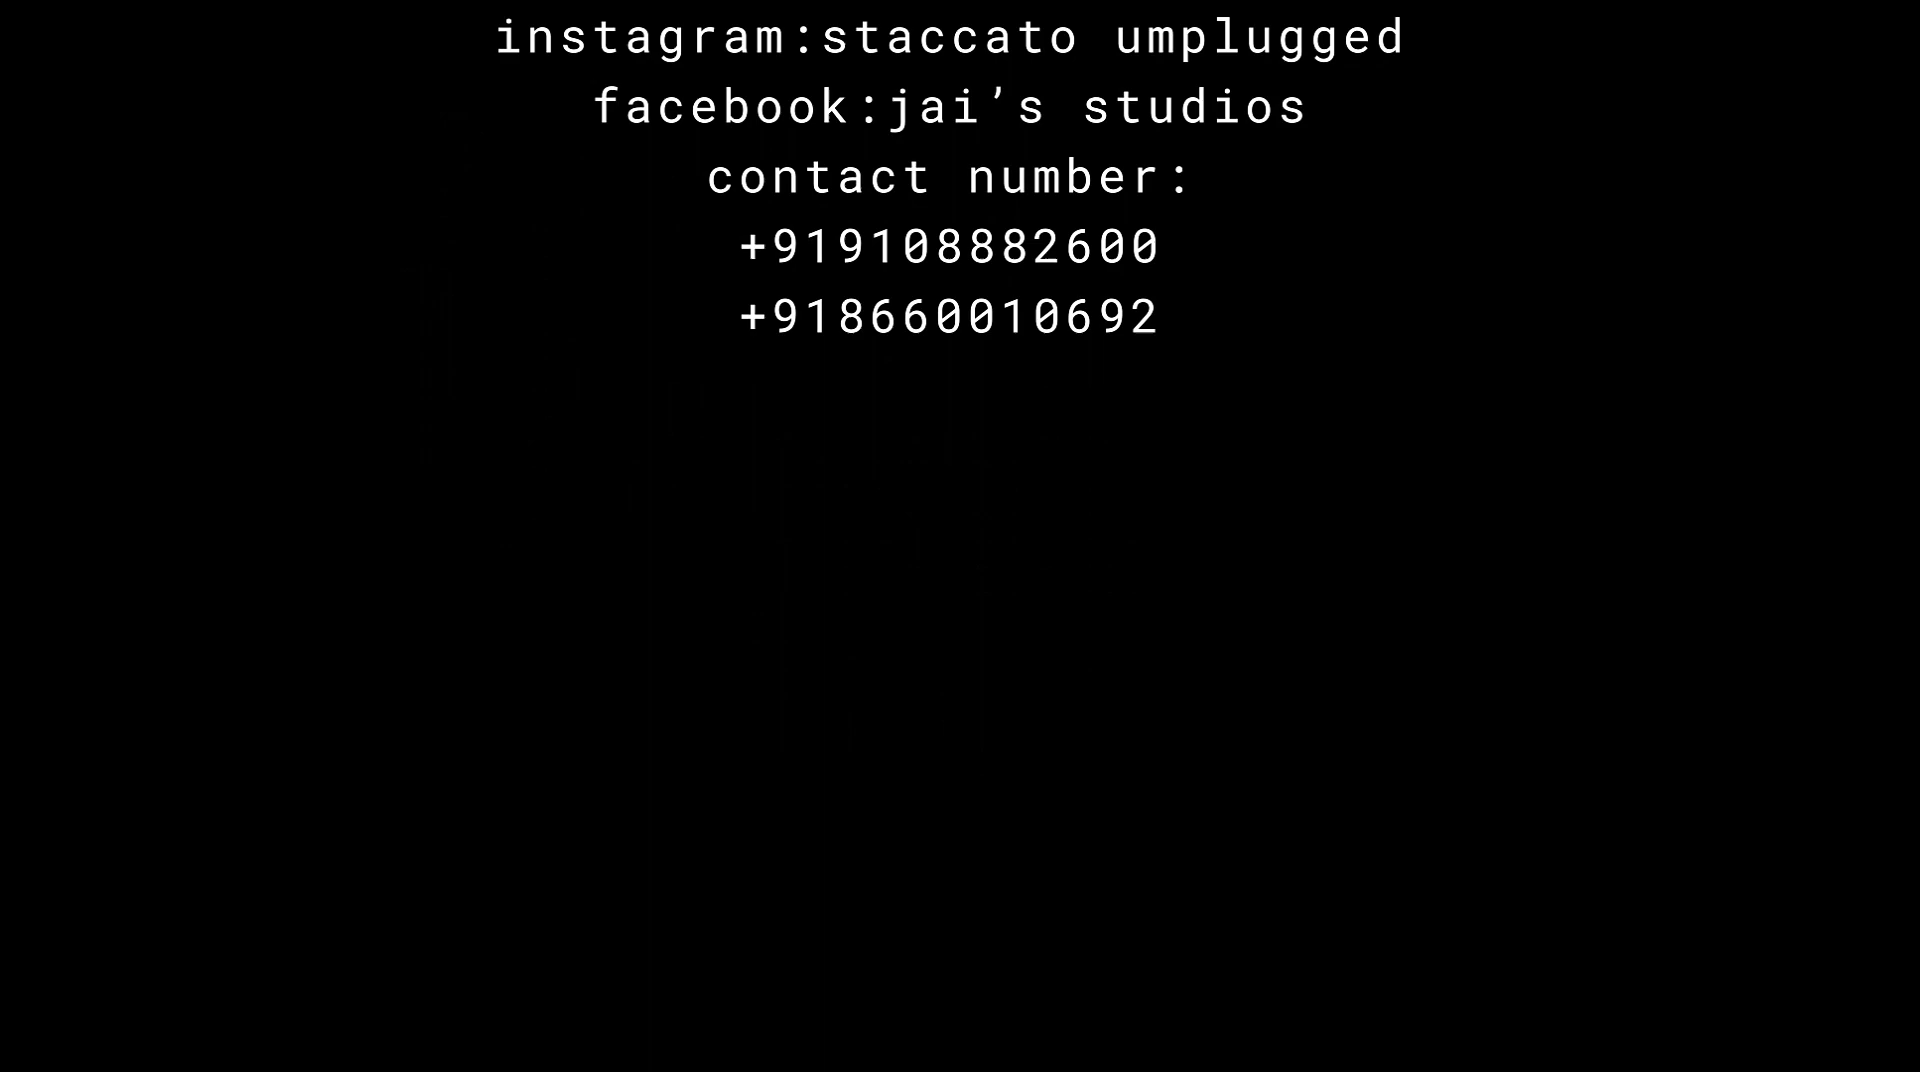 instagram:staccato umplugged
facebook:jai’s studios
contact number:
+919108882600
+918660010692